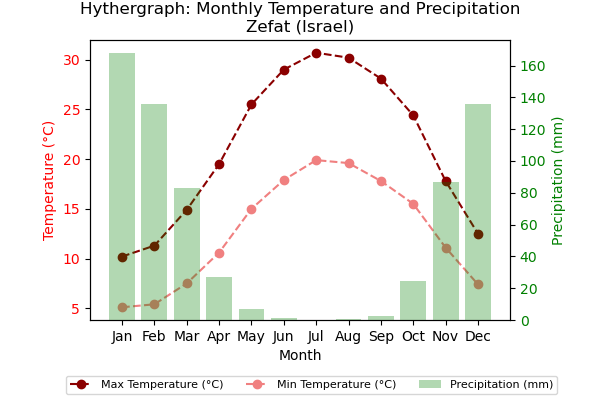 Hythergraph: Monthly Temperature and Precipitation
Zefat (Israel)
30
25
20
15
10
5
Temperature (°C)
160
140
120
100
80
60
40
20
0
Precipitation (mm)
Jan Feb Mar Apr May Jun Jul Aug Sep Oct Nov Dec
Month
Max Temperature (°C) Min Temperature (°C) Precipitation (mm)